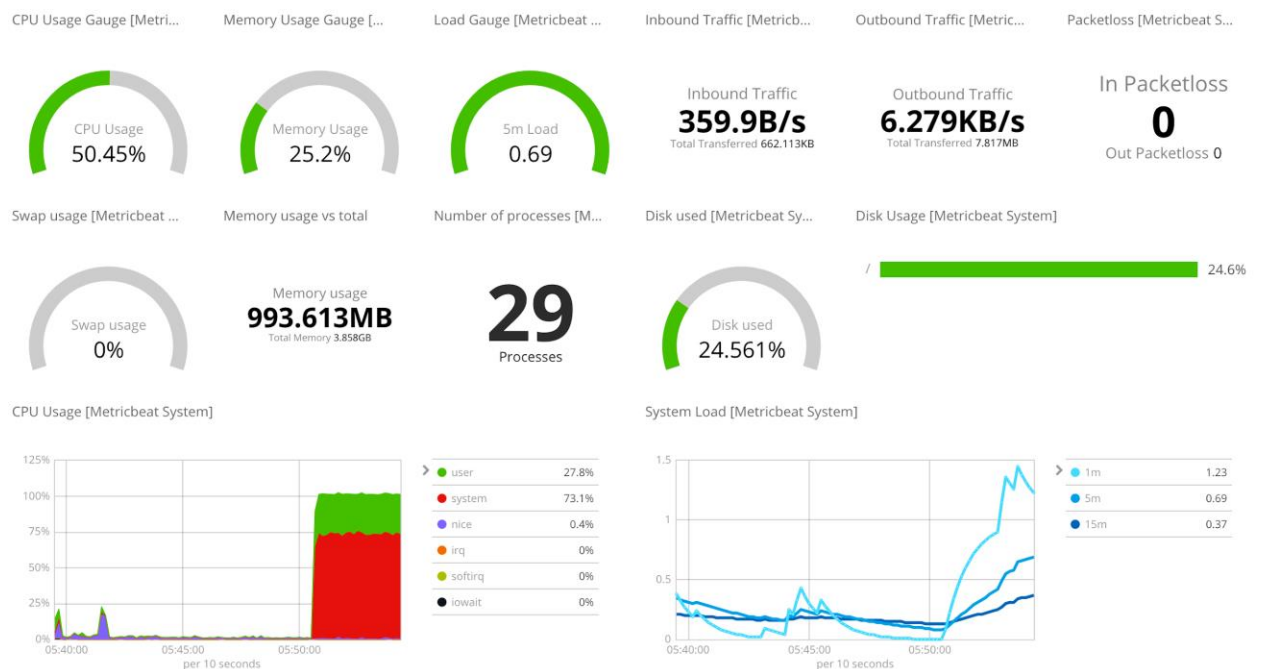 CPU Usage Gauge [Metri...
Memory Usage Gauge [...
Load Gauge [Metricbeat ...
Inbound Traffic [Metricb...
Outbound Traffic [Metric...
Packetloss [Metricbeat S...
CPU Usage
50.45%
Memory Usage
25.2%
5m Load
0.69
Inbound Traffic
359.9B/s
Total Transferred 662.113KB
Outbound Traffic
6.279KB/s
Total Transferred 7.817MB
In Packetloss
0
Out Packetloss 0
Swap usage [Metricbeat ...
Memory usage vs total
Number of processes [M...
Disk used [Metricbeat Sy...
Disk Usage [Metricbeat System]
Swap usage
0%
Memory usage
993.613MB
Total Memory 3.858GB
29
Processes
Disk used
24.561%
/ 24.6%
CPU Usage [Metricbeat System]
125%
100%
75%
50%
25%
0%
05:40:00 05:45:00 05:50:00
per 10 seconds
user 27.8%
system 73.1%
nice 0.4%
irq 0%
softirq 0%
iowait 0%
System Load [Metricbeat System]
1.5
1
0.5
0
05:40:00 05:45:00 05:50:00
per 10 seconds
1m 1.23
5m 0.69
15m 0.37